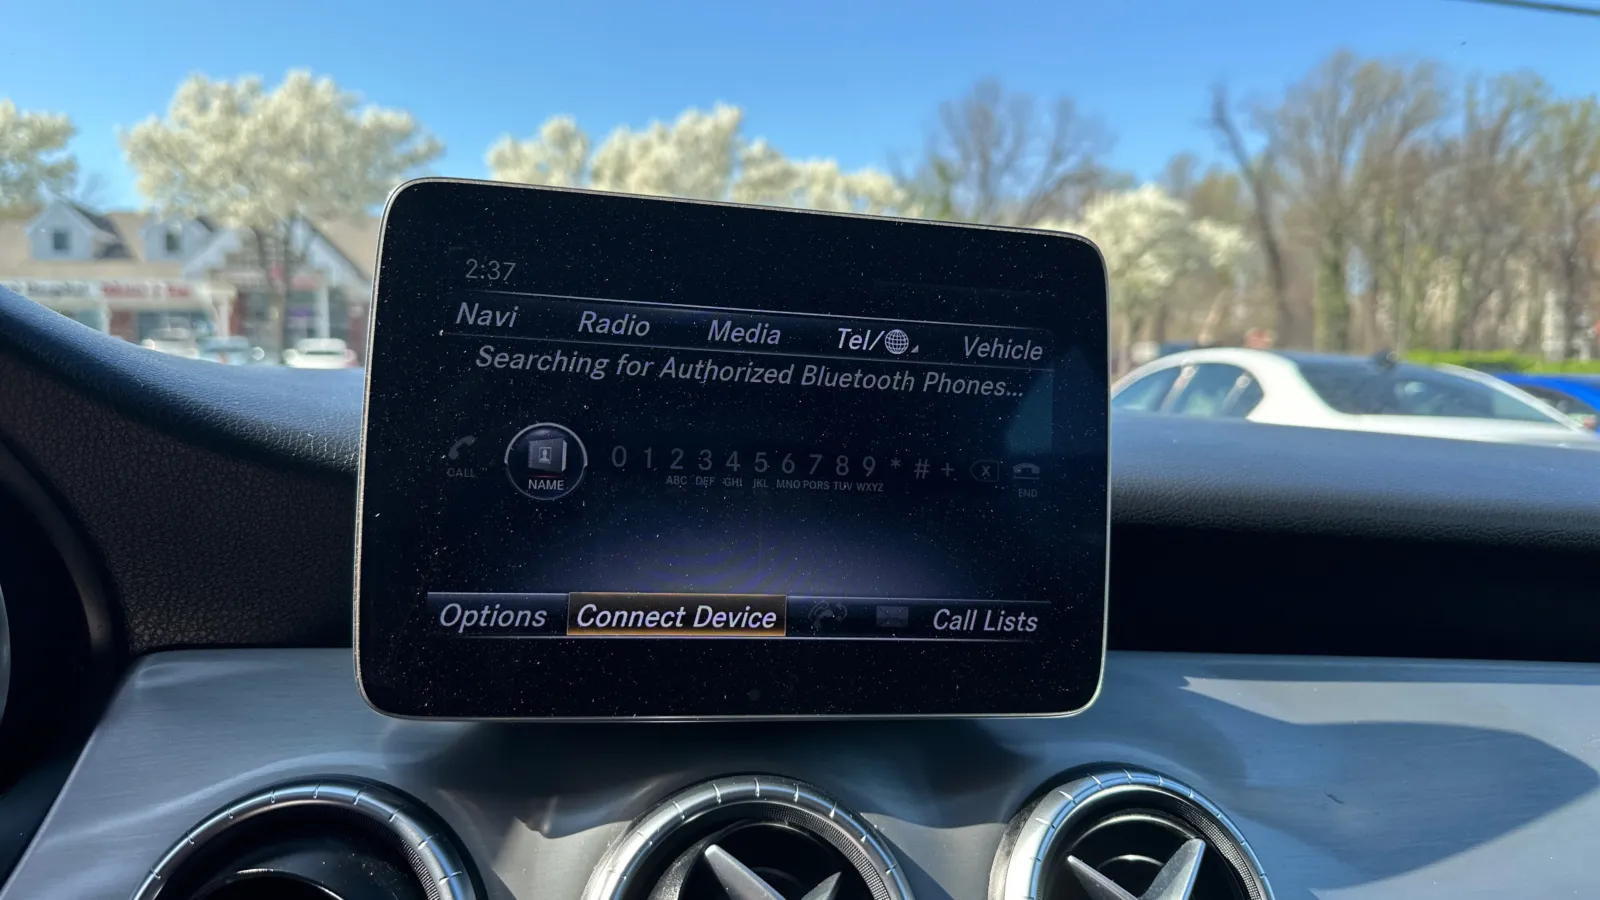 2:37
Navi Radio Media Tel/ Vehicle
Searching for Authorized Bluetooth Phones...
CALL NAME 0 1 2 ABC 3 DEF 4 GHI 5 JKL 6 MNO 7 PQRS 8 TUV 9 WXYZ * # + X END
Options Connect Device Call Lists